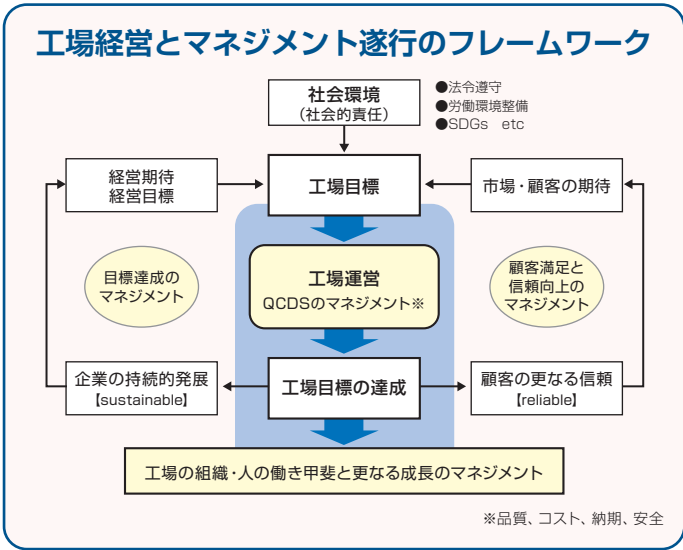 工場経営とマネジメント遂行のフレームワーク
社会環境
(社会的責任)
●法令遵守
●労働環境整備
●SDGs etc
経営期待
経営目標
工場目標
市場・顧客の期待
目標達成の
マネジメント
工場運営
QCDSのマネジメント※
顧客満足と
信頼向上の
マネジメント
企業の持続的発展
【sustainable】
工場目標の達成
顧客の更なる信頼
【reliable】
工場の組織・人の働き甲斐と更なる成長のマネジメント
※品質、コスト、納期、安全